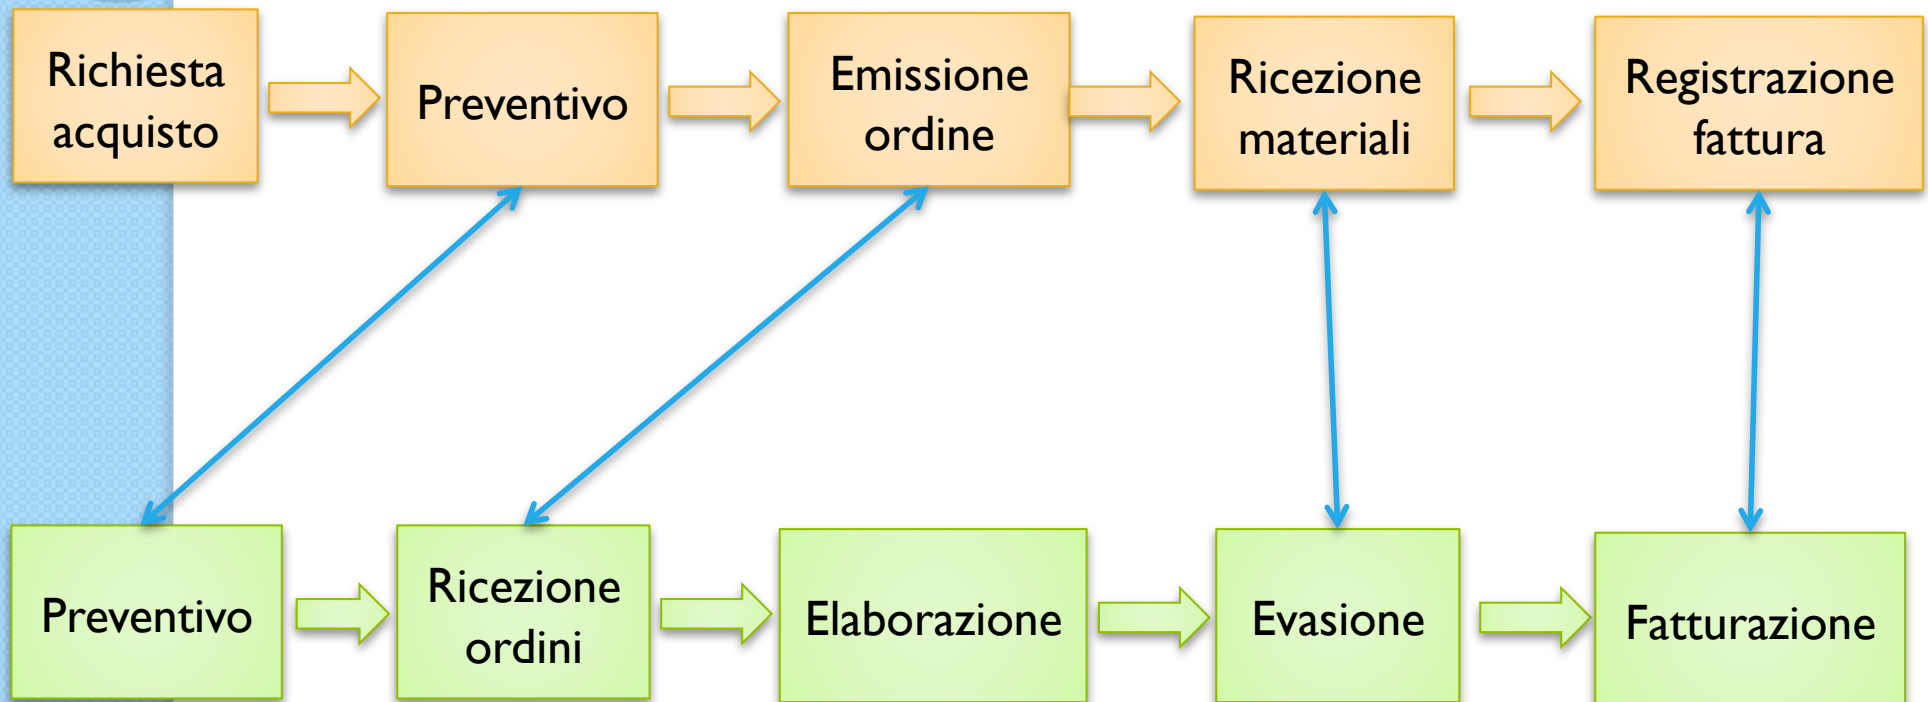 Richiesta
acquisto
Preventivo
Emissione
ordine
Ricezione
materiali
Registrazione
fattura
Preventivo
Ricezione
ordini
Elaborazione
Evasione
Fatturazione